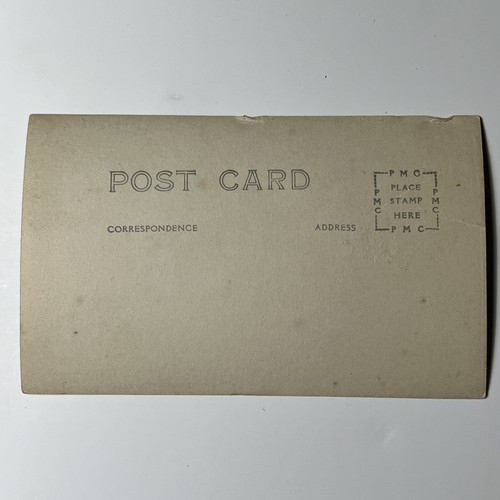 POST CARD
CORRESPONDENCE
ADDRESS
PMC
PMC
PLACE
STAMP
HERE
PMC
PMC